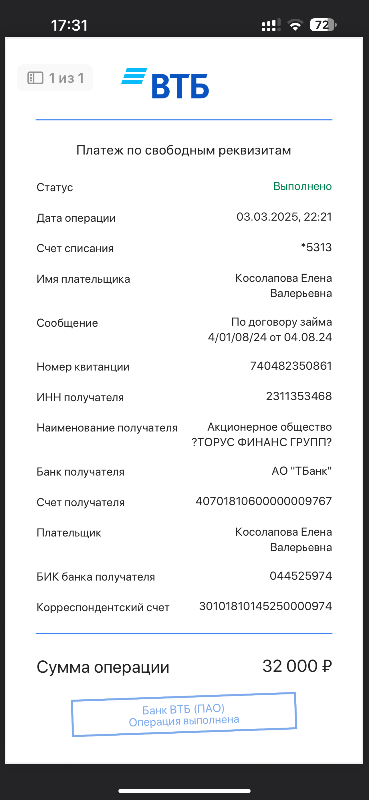 17:31
72
1 из 1
ВТБ
Платеж по свободным реквизитам
Статус
Выполнено
Дата операции
03.03.2025, 22:21
Счет списания
*5313
Имя плательщика
Косолапова Елена
Валерьевна
Сообщение
По договору займа
4/01/08/24 от 04.08.24
Номер квитанции
740482350861
ИНН получателя
2311353468
Наименование получателя
Акционерное общество
?ТОРУС ФИНАНС ГРУПП?
Банк получателя
АО "ТБанк"
Счет получателя
40701810600000009767
Плательщик
Косолапова Елена
Валерьевна
БИК банка получателя
044525974
Корреспондентский счет
30101810145250000974
Сумма операции
32 000 ₽
Банк ВТБ (ПАО)
Операция выполнена